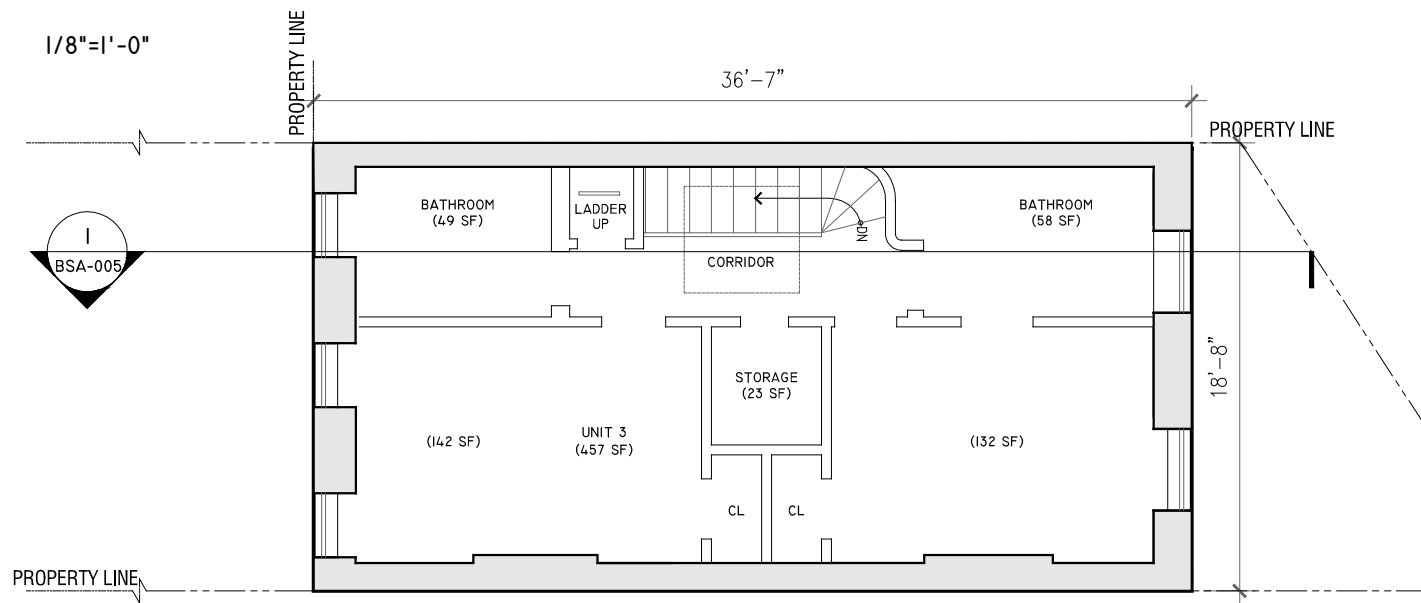 1/8"=1'-0"
PROPERTY LINE
36'-7"
PROPERTY LINE
BATHROOM
(49 SF)
LADDER
UP
BATHROOM
(58 SF)
DN
1
BSA-005
CORRIDOR
18'-8"
STORAGE
(23 SF)
(142 SF)
UNIT 3
(457 SF)
(132 SF)
CL
CL
PROPERTY LINE